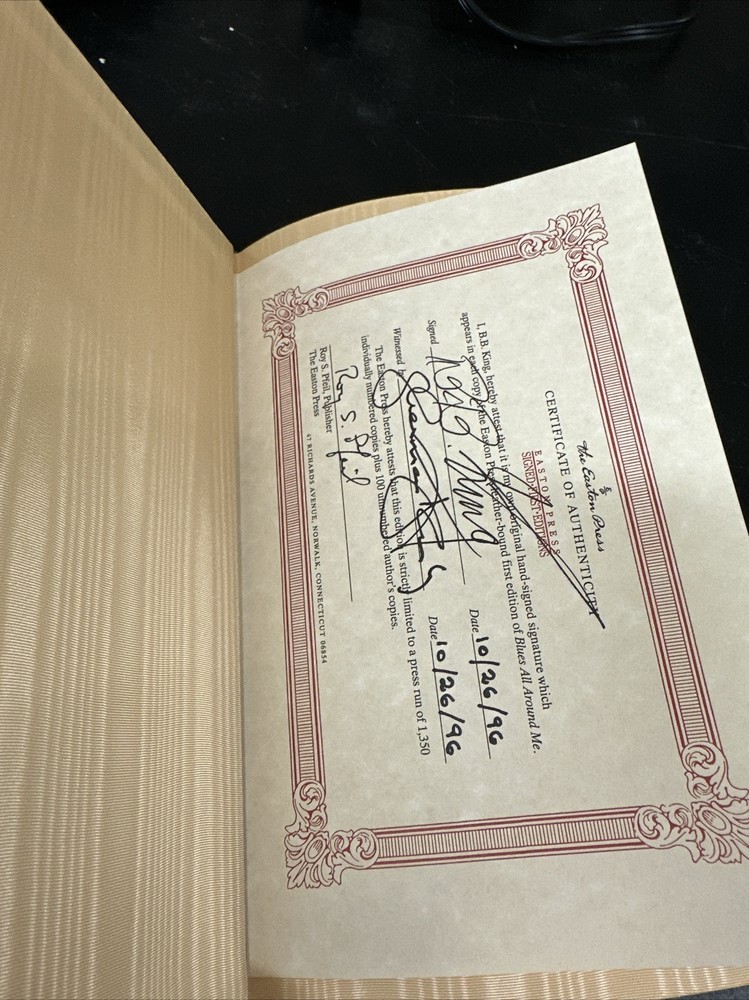 The Easton Press
CERTIFICATE OF AUTHENTICITY
EASTON PRESS
SIGNED FIRST EDITIONS
I, B.B. King, hereby attest that it is my own original hand-signed signature which
appears in each copy of the Easton Press leather-bound first edition of Blues All Around Me.
Signed Date 10/26/96
Witnessed by Date 10/26/96
The Easton Press hereby attests that this edition is strictly limited to a press run of 1,350
individually numbered copies plus 100 unnumbered author's copies.
Roy S. Pfeil
Roy S. Pfeil, Publisher
The Easton Press
47 RICHARDS AVENUE, NORWALK, CONNECTICUT 06854